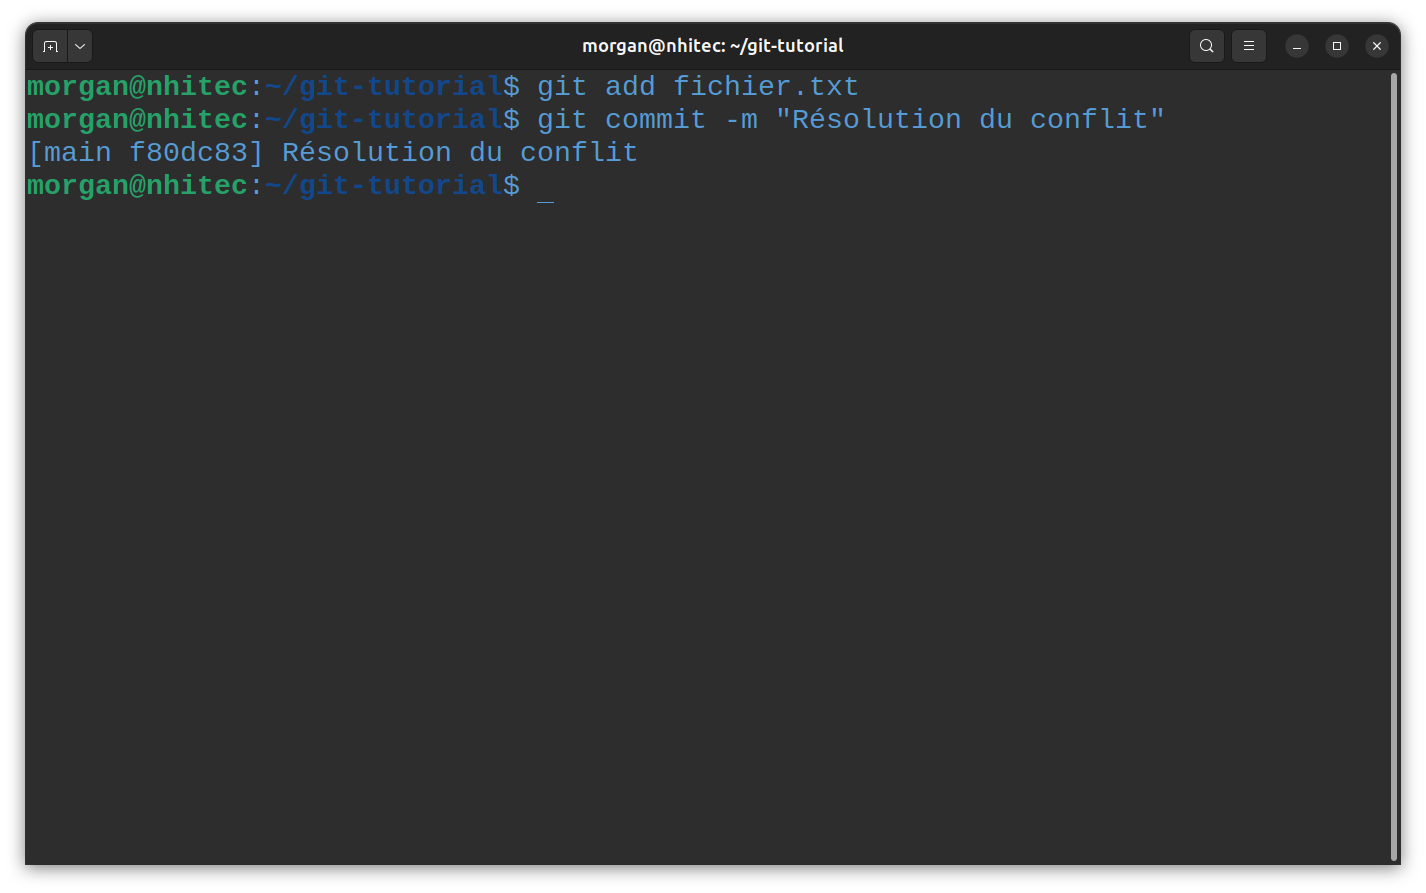 morgan@nhitec: ~/git-tutorial
morgan@nhitec:~/git-tutorial$ git add fichier.txt
morgan@nhitec:~/git-tutorial$ git commit -m "Résolution du conflit"
[main f80dc83] Résolution du conflit
morgan@nhitec:~/git-tutorial$ _